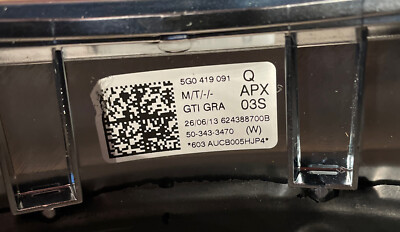 5G0 419 091 Q
M/T/-/- APX
GTI GRA 03S
26/06/13 624388700B
50-343-3470 (W)
*603 AUCB005HJP4*